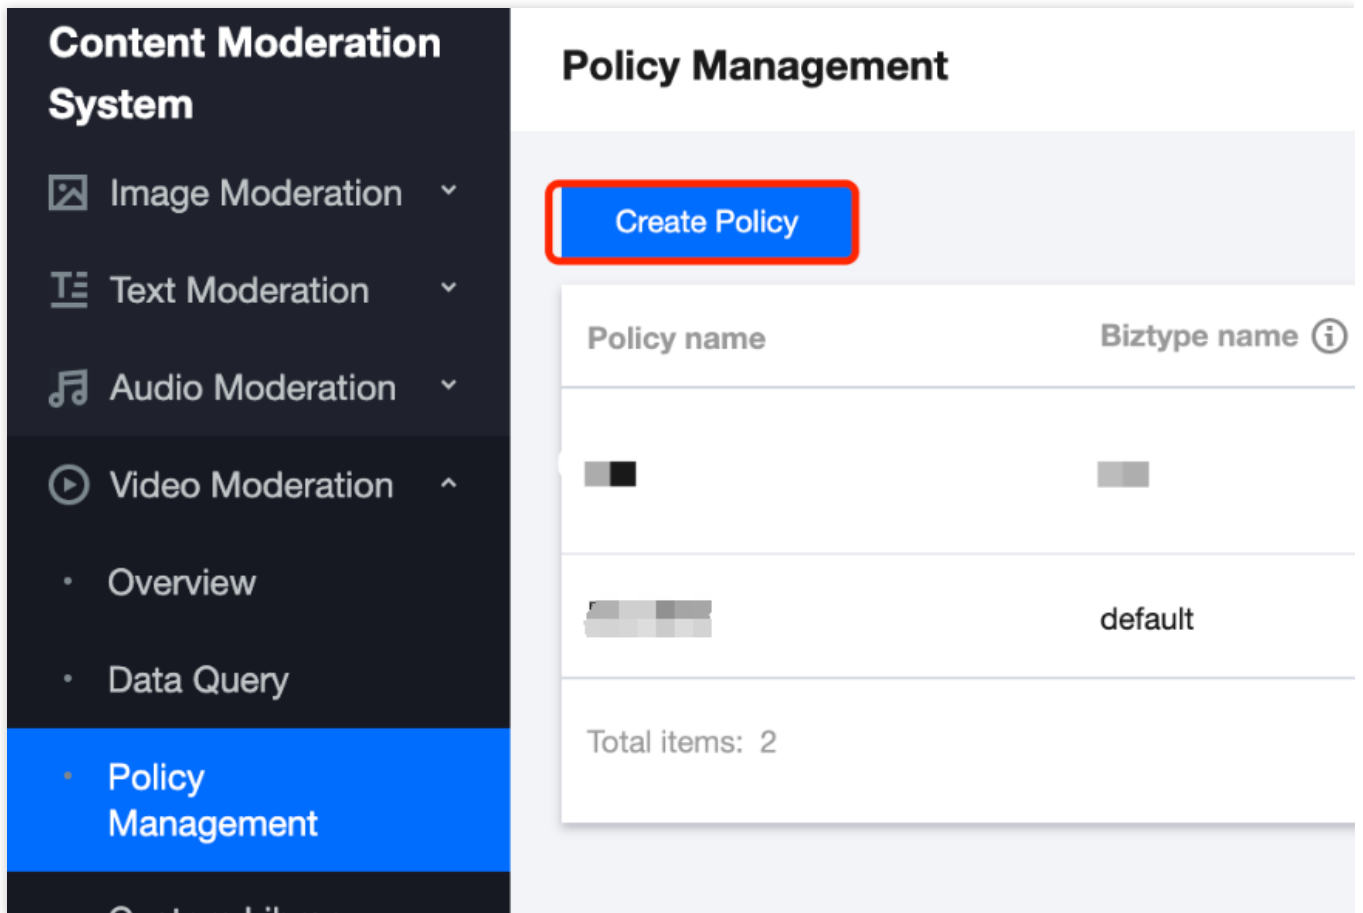 Content Moderation
System
Image Moderation
Text Moderation
Audio Moderation
Video Moderation
Overview
Data Query
Policy
Management
Policy Management
Create Policy
Policy name
Biztype name
default
Total items: 2